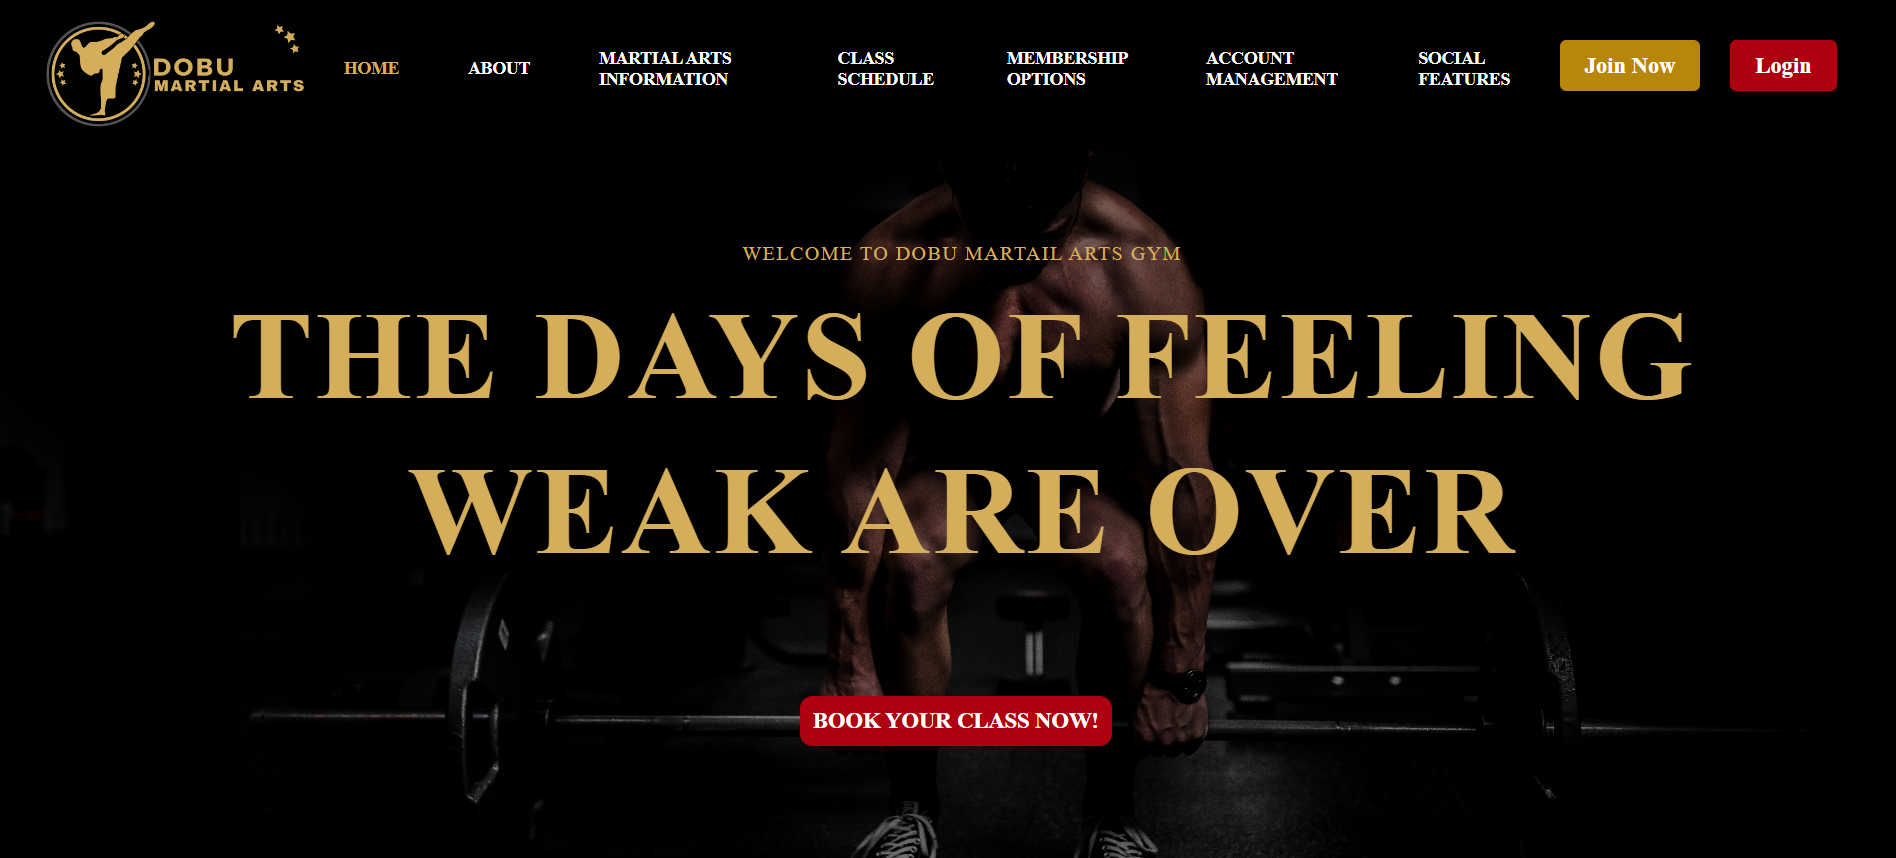 DOBU
MARTIAL ARTS
HOME
ABOUT
MARTIAL ARTS
INFORMATION
CLASS
SCHEDULE
MEMBERSHIP
OPTIONS
ACCOUNT
MANAGEMENT
SOCIAL
FEATURES
Join Now
Login
WELCOME TO DOBU MARTAIL ARTS GYM
THE DAYS OF FEELING
WEAK ARE OVER
BOOK YOUR CLASS NOW!